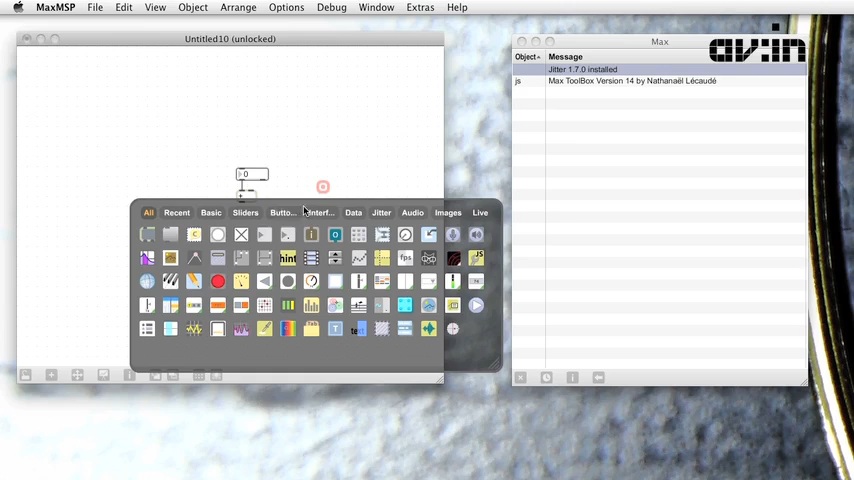 MaxMSP File Edit View Object Arrange Options Debug Window Extras Help
Untitled10 (unlocked)
Max
av:in
Object Message
Jitter 1.7.0 installed
js Max ToolBox Version 14 by Nathanaël Lécaudé
0
All Recent Basic Sliders Butto... Interf... Data Jitter Audio Images Live
fps
hint
JS
text